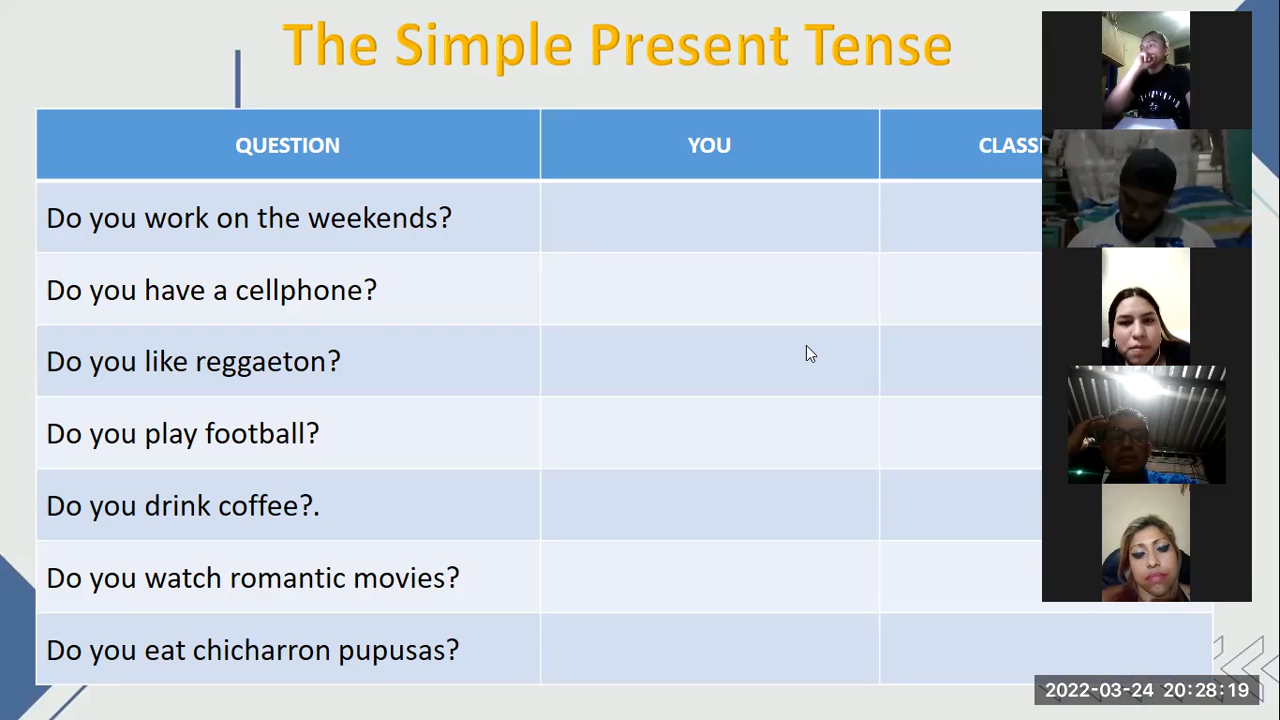 The Simple Present Tense
QUESTION YOU CLASS
Do you work on the weekends?
Do you have a cellphone?
Do you like reggaeton?
Do you play football?
Do you drink coffee?.
Do you watch romantic movies?
Do you eat chicharron pupusas?
2022-03-24 20:28:19